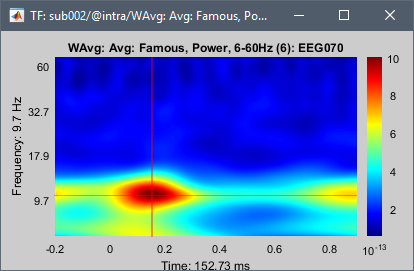 TF: sub002/@intra/WAvg: Avg: Famous, Po...
WAvg: Avg: Famous, Power, 6-60Hz (6): EEG070
60
32.7
17.9
9.7
Frequency: 9.7 Hz
-0.2 0 0.2 0.4 0.6 0.8
Time: 152.73 ms
10
8
6
4
2
10^-13